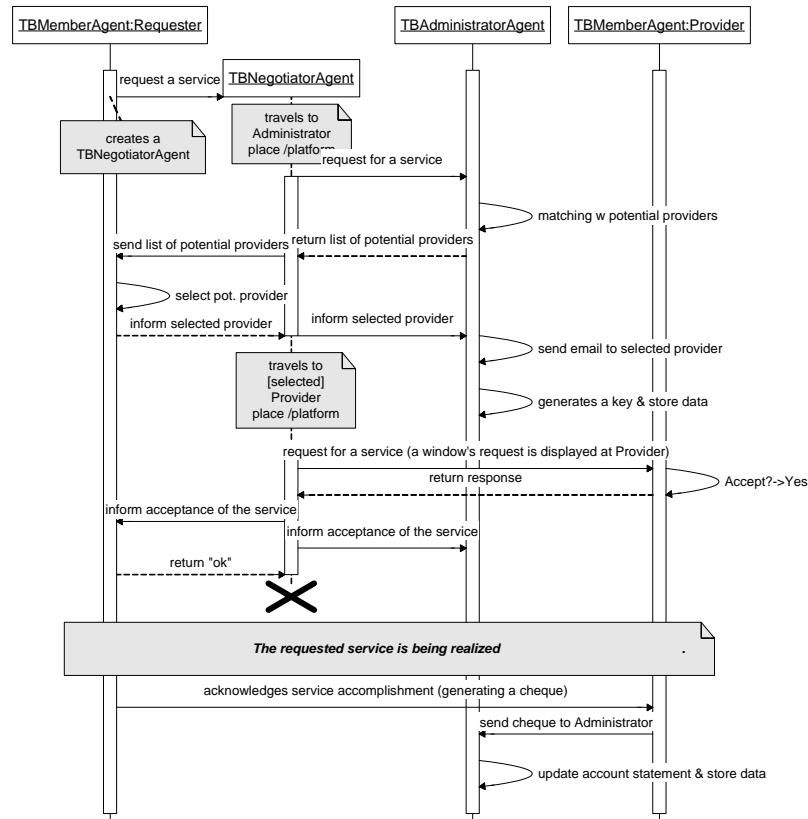 TBMemberAgent:Requester
TBAdministratorAgent
TBMemberAgent:Provider
request a service
TBNegotiatorAgent
creates a
TBNegotiatorAgent
travels to
Administrator
place /platform
request for a service
matching w potential providers
send list of potential providers
return list of potential providers
select pot. provider
inform selected provider
inform selected provider
send email to selected provider
travels to
[selected]
Provider
place /platform
generates a key & store data
request for a service (a window's request is displayed at Provider)
return response
Accept?->Yes
inform acceptance of the service
inform acceptance of the service
return "ok"
The requested service is being realized .
acknowledges service accomplishment (generating a cheque)
send cheque to Administrator
update account statement & store data